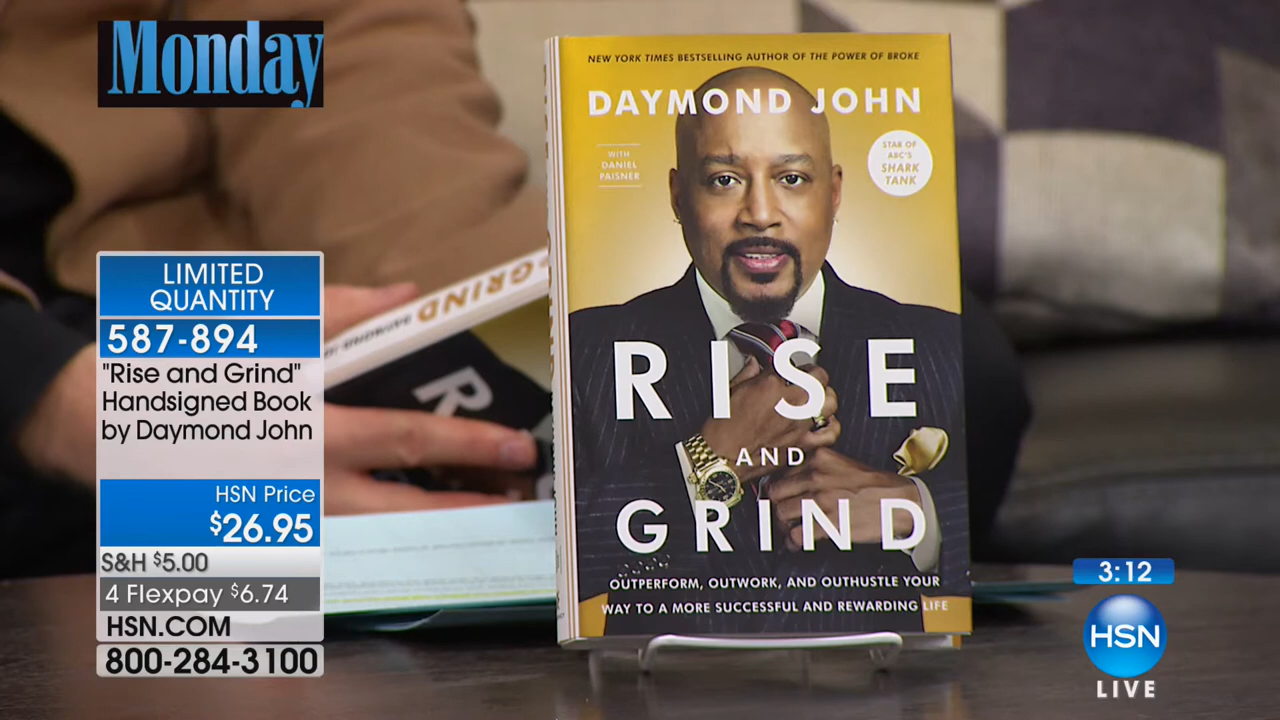 Monday
LIMITED
QUANTITY
587-894
"Rise and Grind"
Handsigned Book
by Daymond John
HSN Price
$26.95
S&H $5.00
4 Flexpay $6.74
HSN.COM
800-284-3100
GRIND
DAYMOND
R
NEW YORK TIMES BESTSELLING AUTHOR OF THE POWER OF BROKE
DAYMOND JOHN
WITH
DANIEL
PAISNER
STAR OF
ABC'S
SHARK
TANK
RISE
AND
GRIND
OUTPERFORM, OUTWORK, AND OUTHUSTLE YOUR
WAY TO A MORE SUCCESSFUL AND REWARDING LIFE
3:12
HSN
LIVE